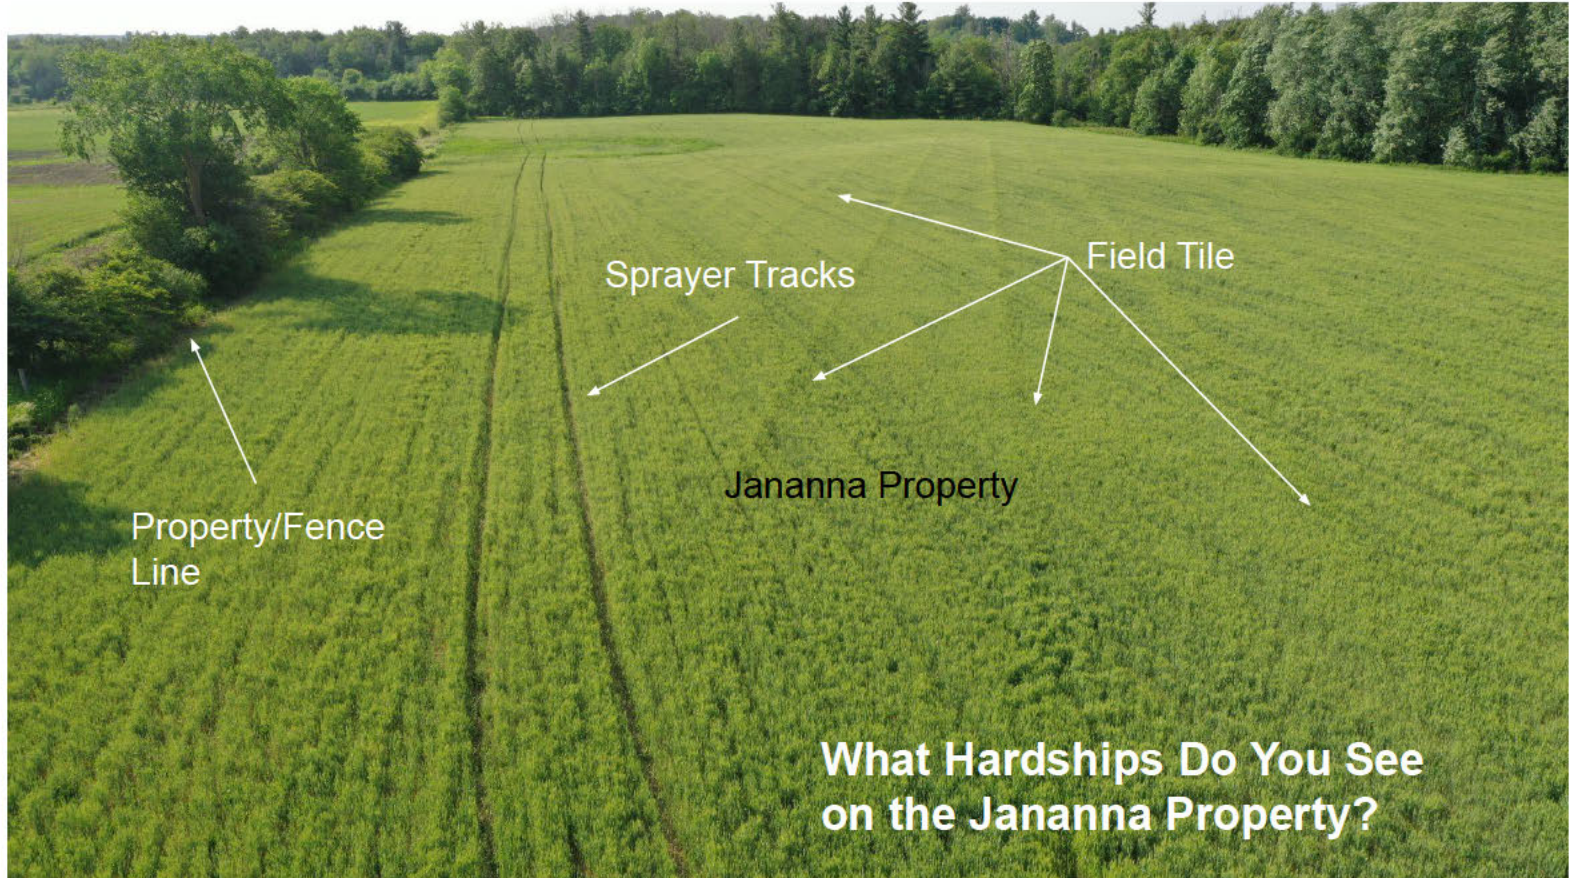 Field Tile
Sprayer Tracks
Jananna Property
Property/Fence
Line
What Hardships Do You See
on the Jananna Property?